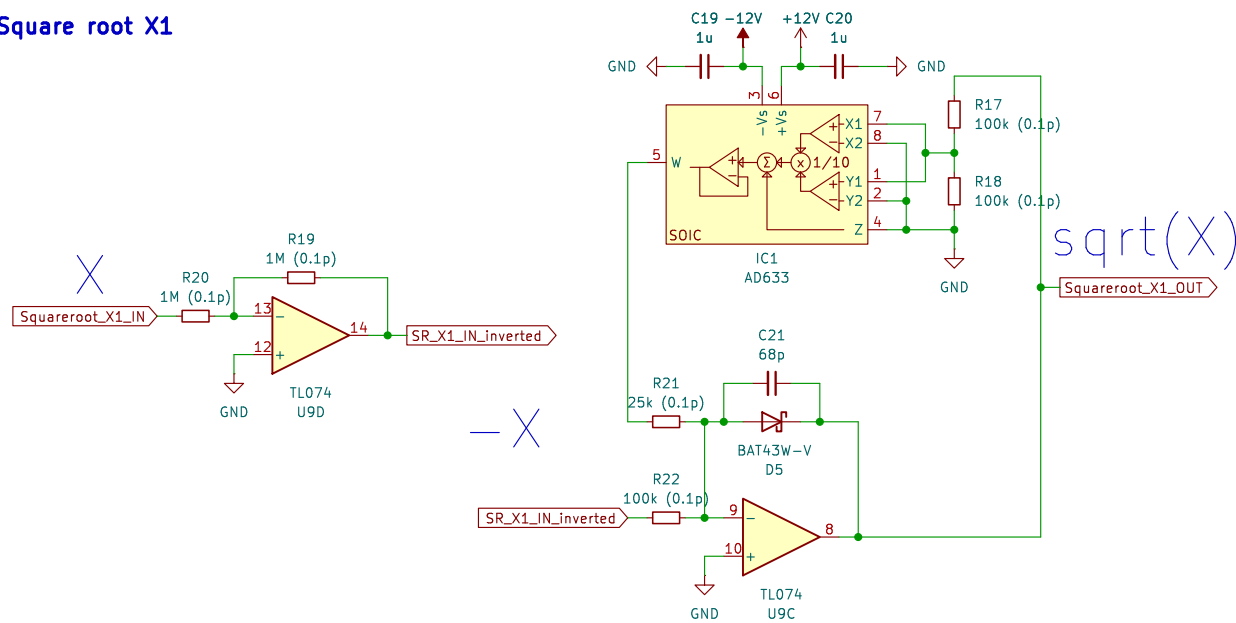 Square root X1
C19 -12V
+12V C20
1u
1u
GND
GND
3
6
-Vs
+Vs
R17
100k (0.1p)
X1 7
X2 8
5 W
Σ
x
1/10
Y1 1
Y2 2
R18
100k (0.1p)
Z 4
SOIC
IC1
AD633
GND
sqrt(X)
Squareroot_X1_OUT
X
R19
1M (0.1p)
R20
1M (0.1p)
Squareroot_X1_IN
13
14
12
SR_X1_IN_inverted
GND
TL074
U9D
C21
68p
R21
25k (0.1p)
-X
BAT43W-V
D5
R22
100k (0.1p)
SR_X1_IN_inverted
9
8
10
GND
TL074
U9C